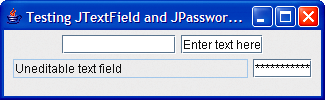 Testing JTextField and JPasswor...
Enter text here
Uneditable text field ************